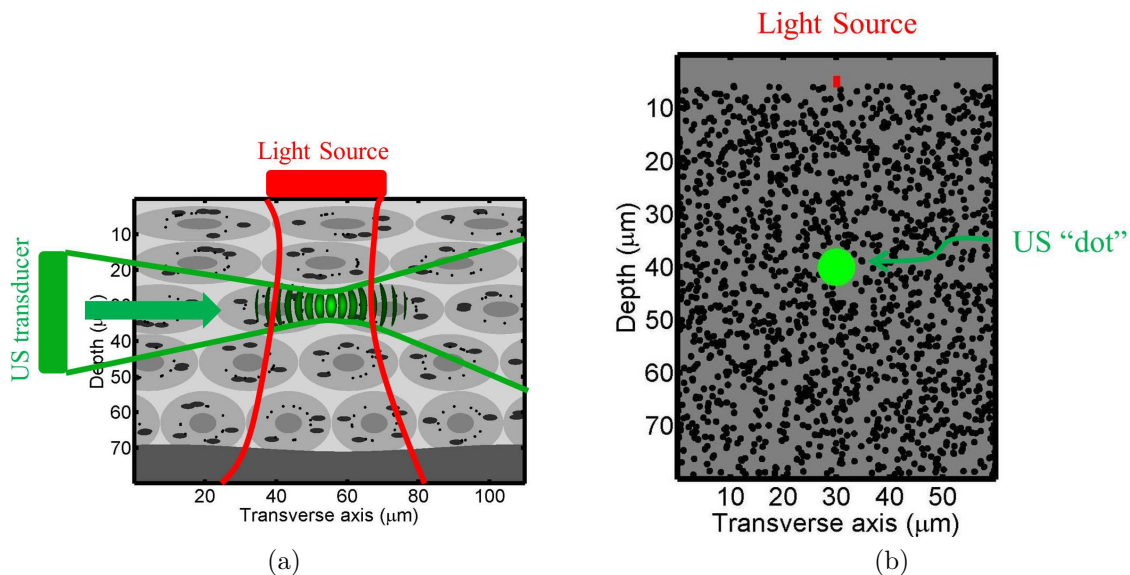 Light Source
US transducer
Depth (μm)
10
20
30
40
50
60
70
20
40
60
80
100
Transverse axis (μm)
(a)
Light Source
US “dot”
Depth (μm)
10
20
30
40
50
60
70
10
20
30
40
50
Transverse axis (μm)
(b)